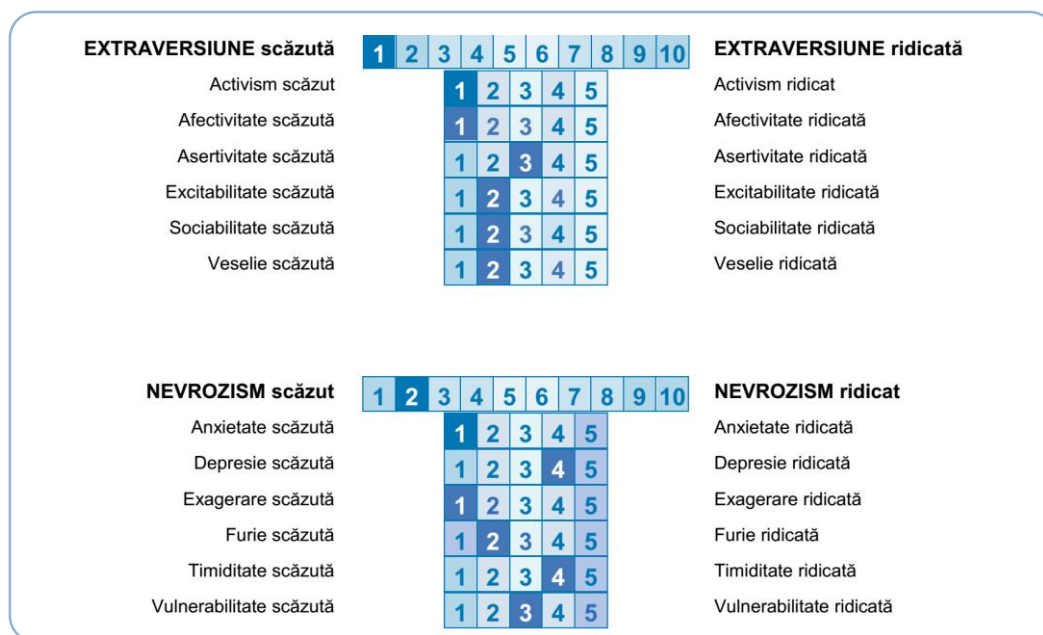 EXTRAVERSIUNE scăzută 1 2 3 4 5 6 7 8 9 10 EXTRAVERSIUNE ridicată
Activism scăzut 1 2 3 4 5 Activism ridicat
Afectivitate scăzută 1 2 3 4 5 Afectivitate ridicată
Asertivitate scăzută 1 2 3 4 5 Asertivitate ridicată
Excitabilitate scăzută 1 2 3 4 5 Excitabilitate ridicată
Sociabilitate scăzută 1 2 3 4 5 Sociabilitate ridicată
Veselie scăzută 1 2 3 4 5 Veselie ridicată
NEVROZISM scăzut 1 2 3 4 5 6 7 8 9 10 NEVROZISM ridicat
Anxietate scăzută 1 2 3 4 5 Anxietate ridicată
Depresie scăzută 1 2 3 4 5 Depresie ridicată
Exagerare scăzută 1 2 3 4 5 Exagerare ridicată
Furie scăzută 1 2 3 4 5 Furie ridicată
Timiditate scăzută 1 2 3 4 5 Timiditate ridicată
Vulnerabilitate scăzută 1 2 3 4 5 Vulnerabilitate ridicată